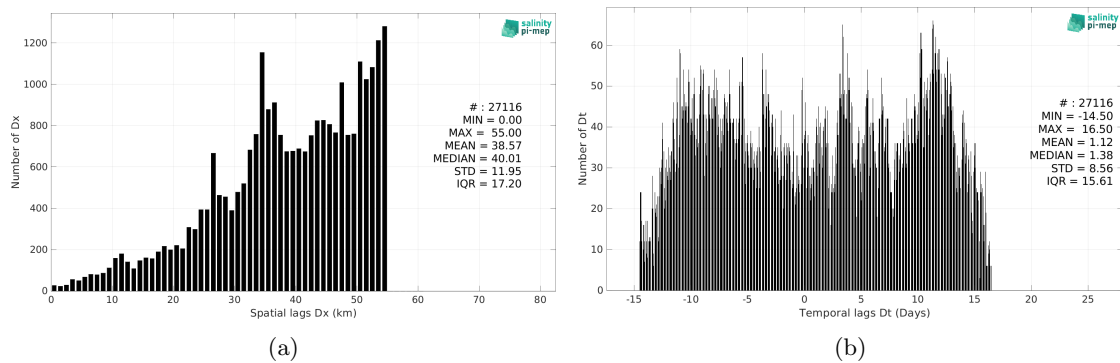 salinity
pi-mep
1200
1000
800
600
400
200
0
Number of Dx
# : 27116
MIN = 0.00
MAX = 55.00
MEAN = 38.57
MEDIAN = 40.01
STD = 11.95
IQR = 17.20
0 10 20 30 40 50 60 70 80
Spatial lags Dx (km)
(a)
salinity
pi-mep
60
50
40
30
20
10
0
Number of Dt
# : 27116
MIN = -14.50
MAX = 16.50
MEAN = 1.12
MEDIAN = 1.38
STD = 8.56
IQR = 15.61
-15 -10 -5 0 5 10 15 20 25
Temporal lags Dt (Days)
(b)